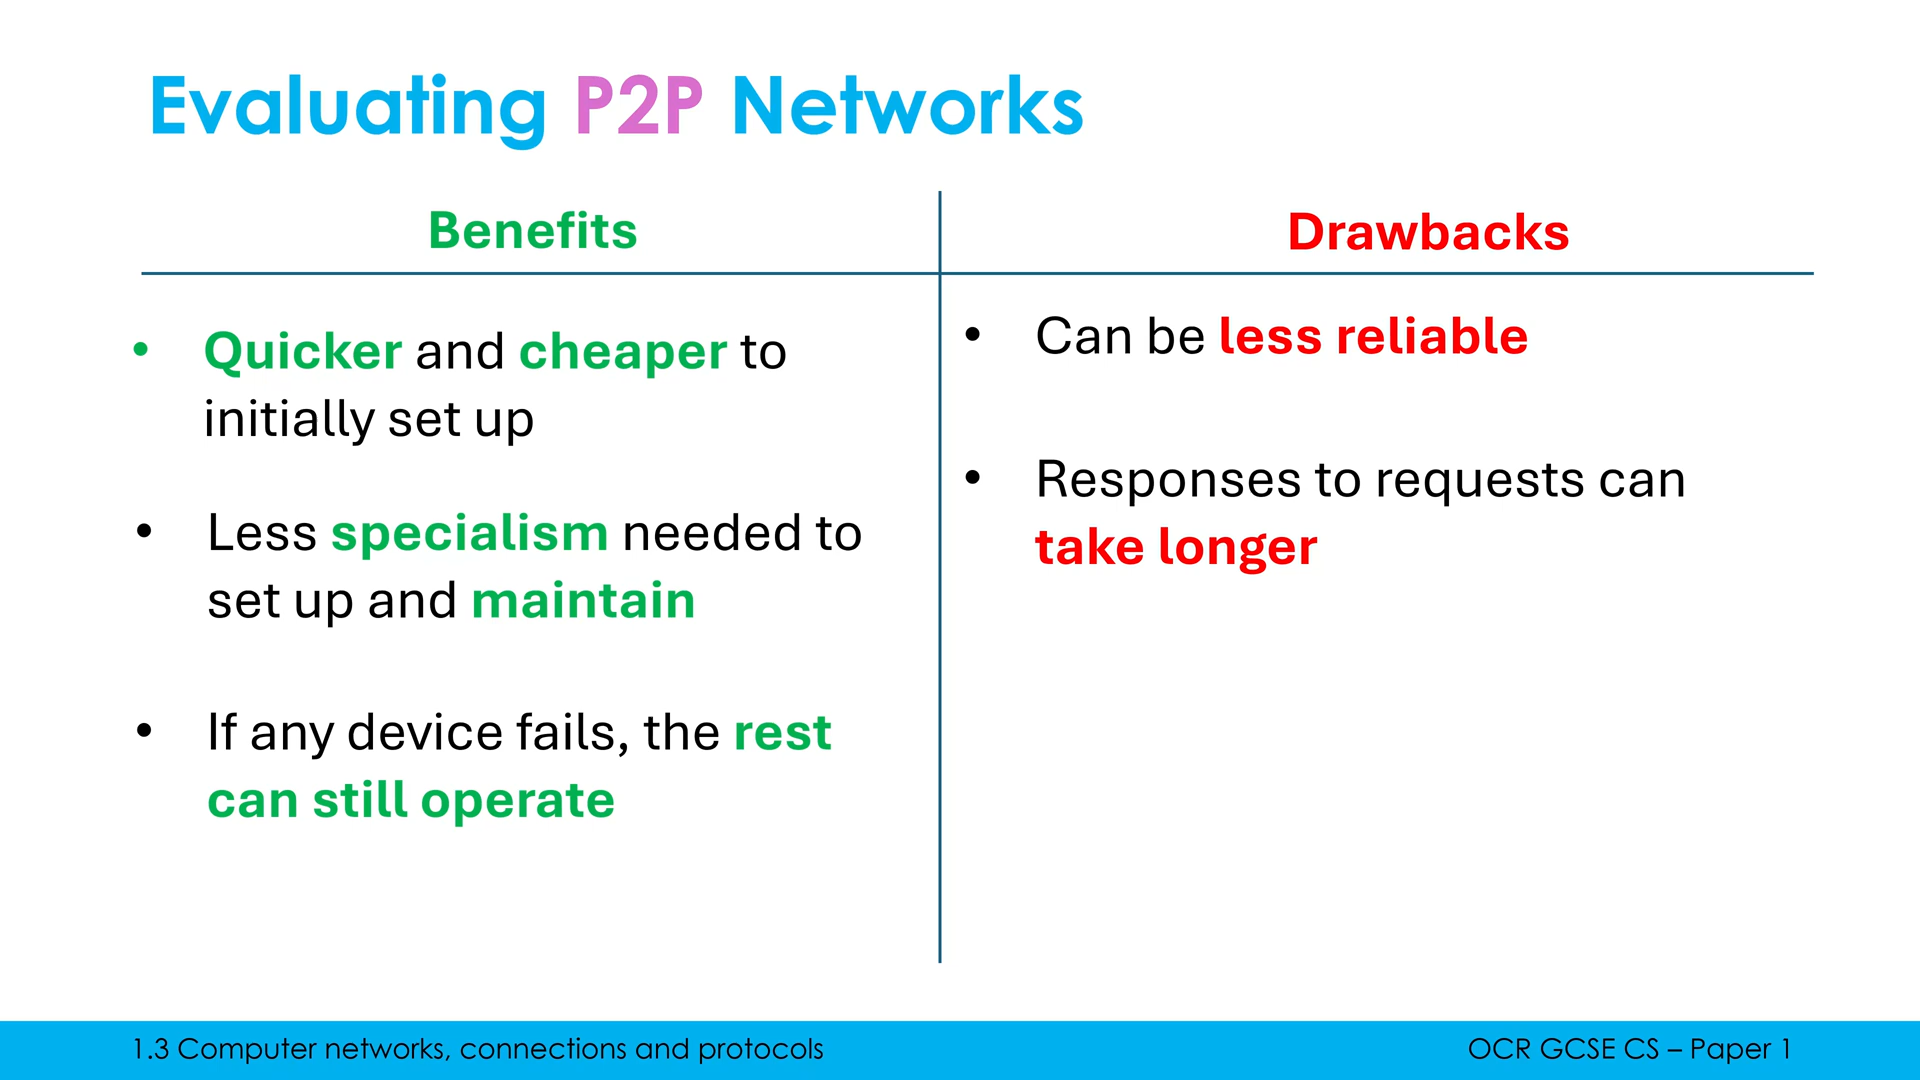 Evaluating P2P Networks
Benefits
• Quicker and cheaper to
initially set up
• Less specialism needed to
set up and maintain
• If any device fails, the rest
can still operate
Drawbacks
• Can be less reliable
• Responses to requests can
take longer
1.3 Computer networks, connections and protocols
OCR GCSE CS – Paper 1